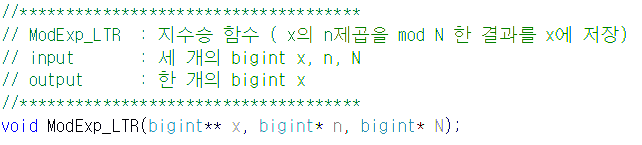 //*************************************
// ModExp_LTR : 지수승 함수 ( x의 n제곱을 mod N 한 결과를 x에 저장)
// input : 세 개의 bigint x, n, N
// output : 한 개의 bigint x
//*************************************
void ModExp_LTR(bigint** x, bigint* n, bigint* N);